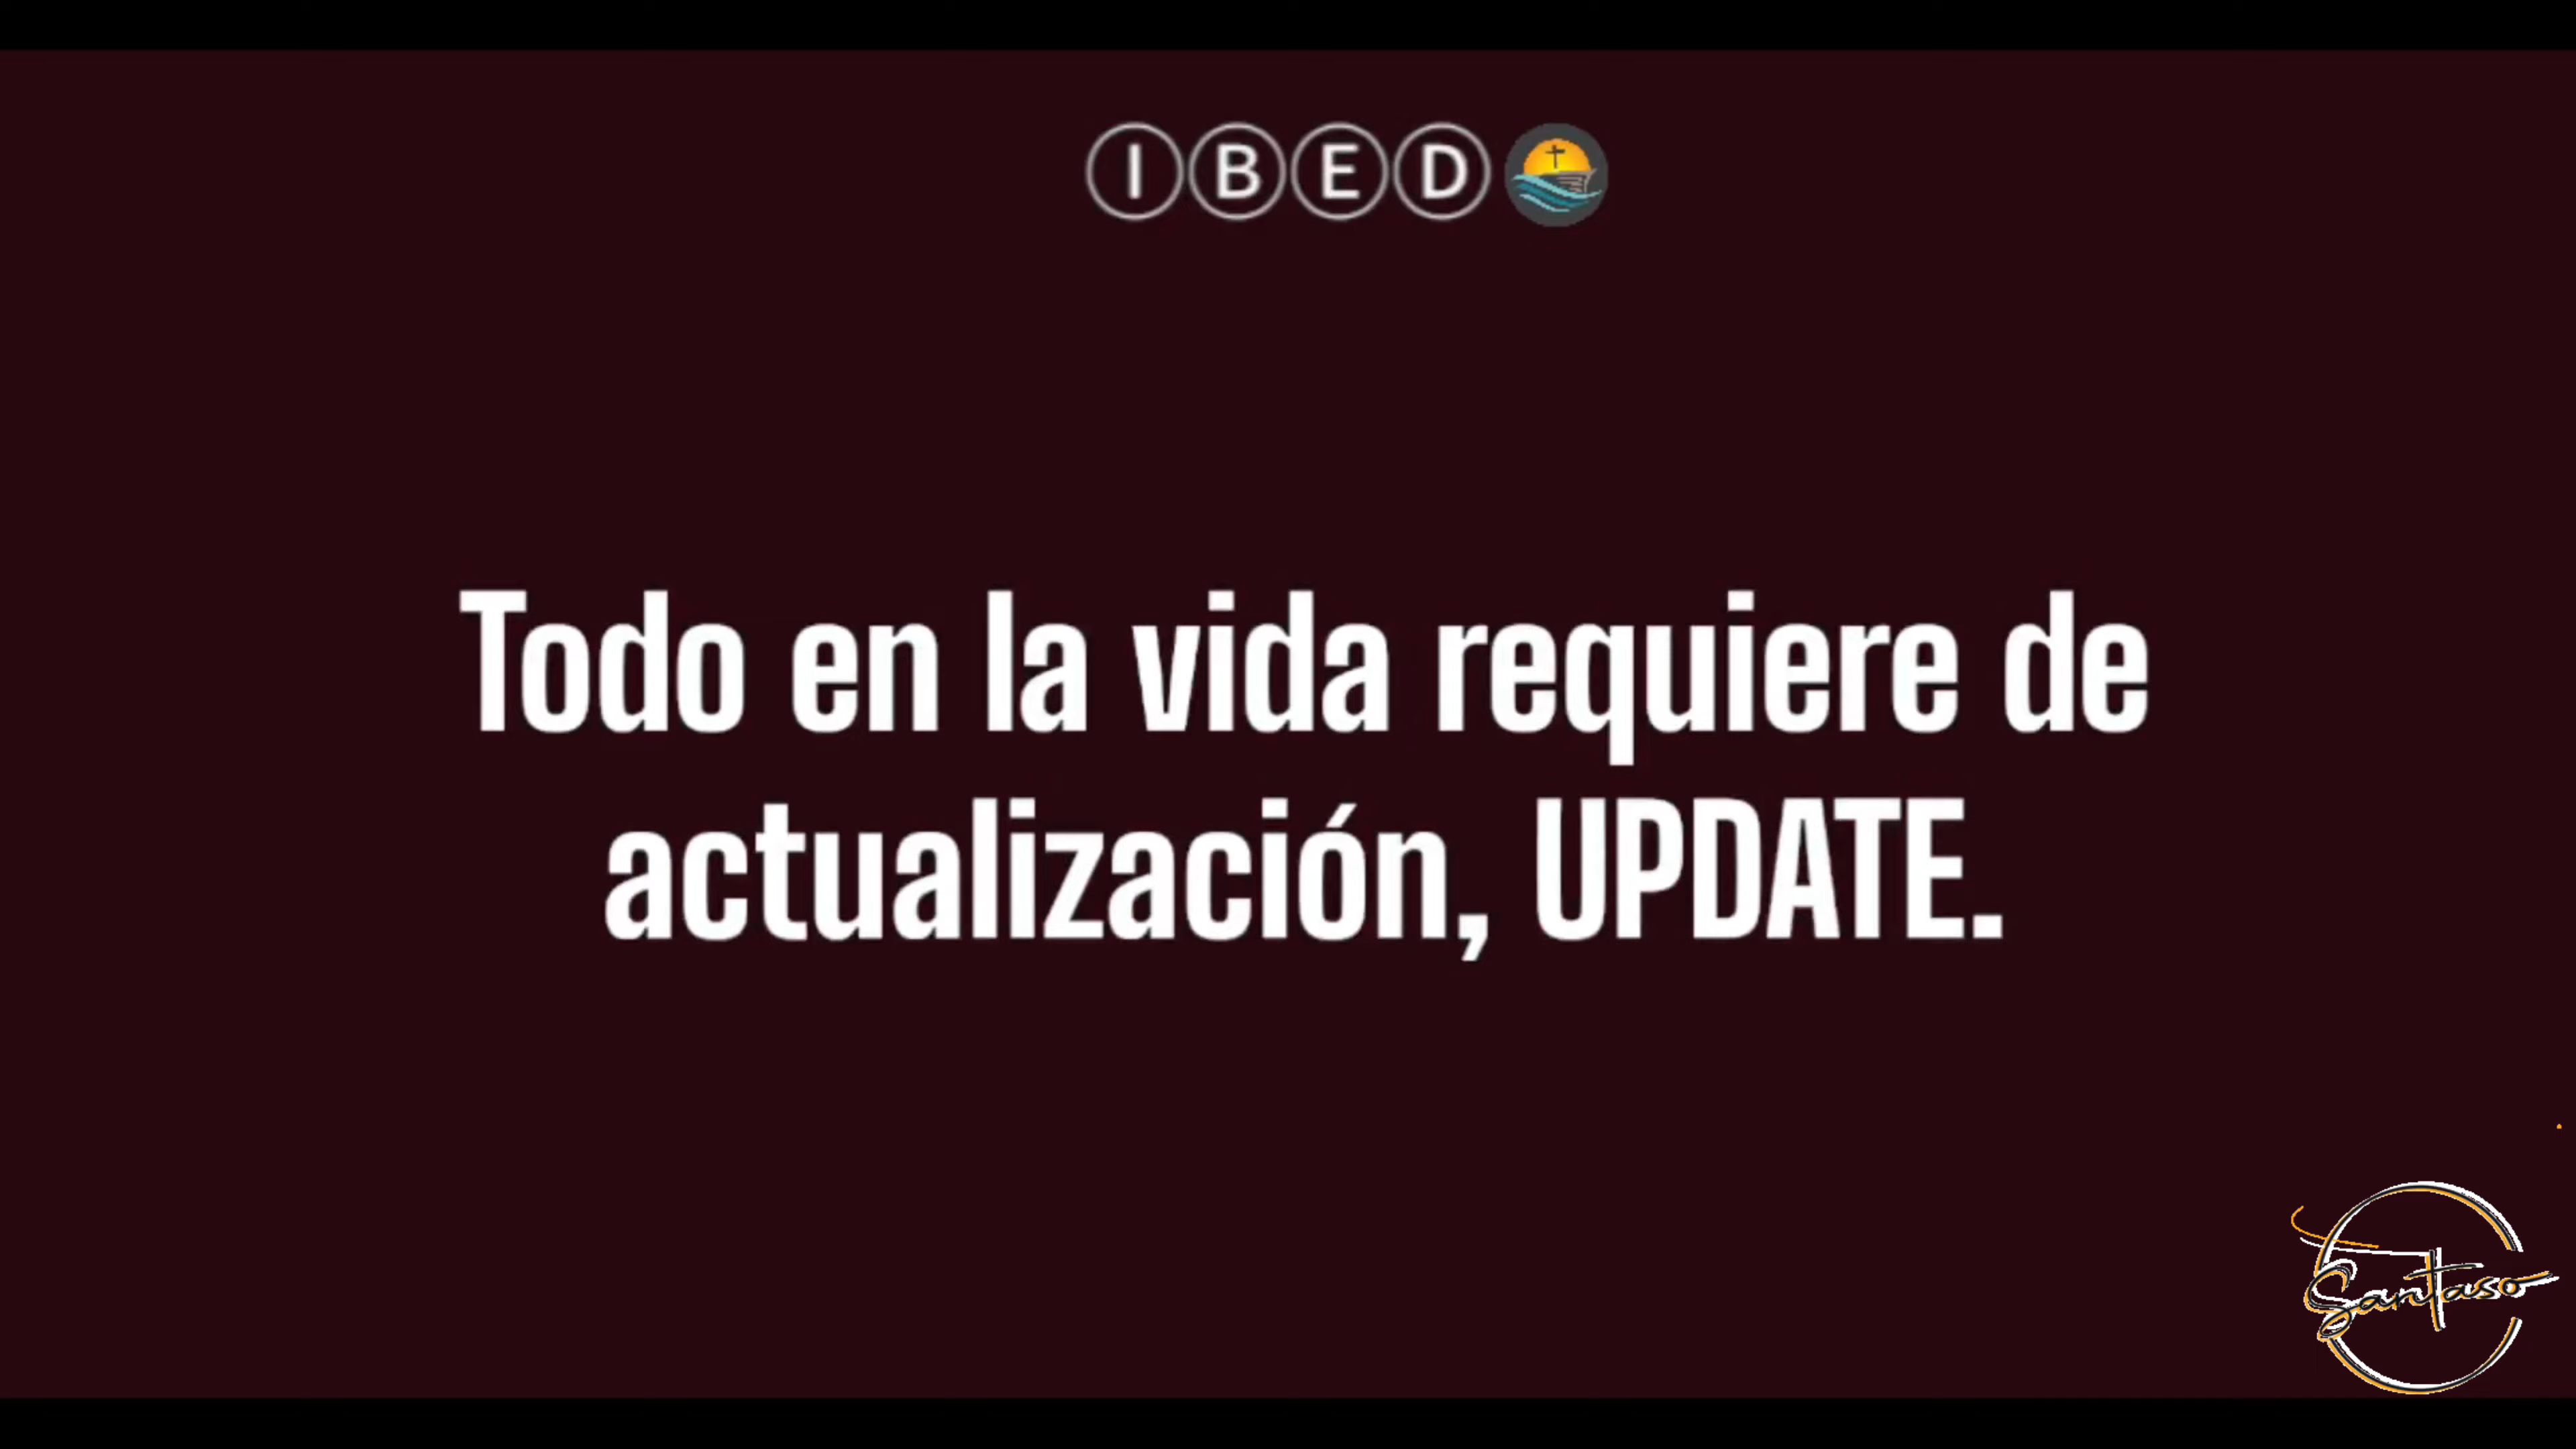 IBED
Todo en la vida requiere de
actualización, UPDATE.
Santaso